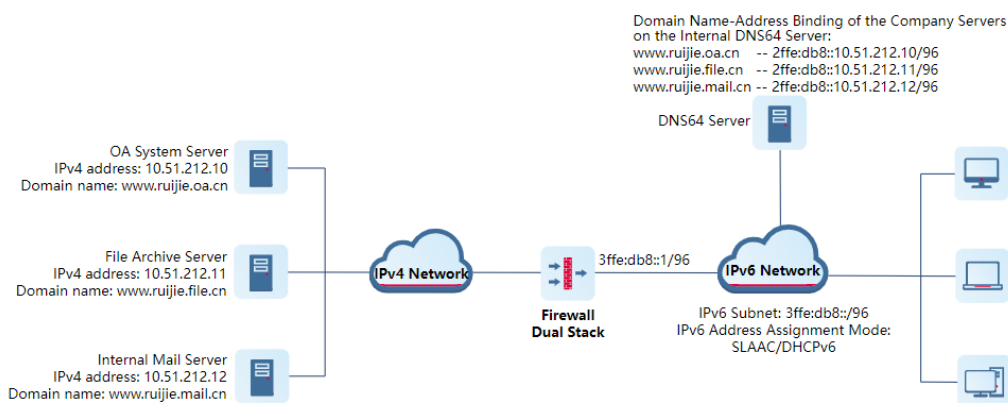 Domain Name-Address Binding of the Company Servers
on the Internal DNS64 Server:
www.ruijie.oa.cn -- 2ffe:db8::10.51.212.10/96
www.ruijie.file.cn -- 2ffe:db8::10.51.212.11/96
www.ruijie.mail.cn -- 2ffe:db8::10.51.212.12/96
DNS64 Server
OA System Server
IPv4 address: 10.51.212.10
Domain name: www.ruijie.oa.cn
File Archive Server
IPv4 address: 10.51.212.11
Domain name: www.ruijie.file.cn
Internal Mail Server
IPv4 address: 10.51.212.12
Domain name: www.ruijie.mail.cn
IPv4 Network
Firewall
Dual Stack
3ffe:db8::1/96
IPv6 Network
IPv6 Subnet: 3ffe:db8::/96
IPv6 Address Assignment Mode:
SLAAC/DHCPv6